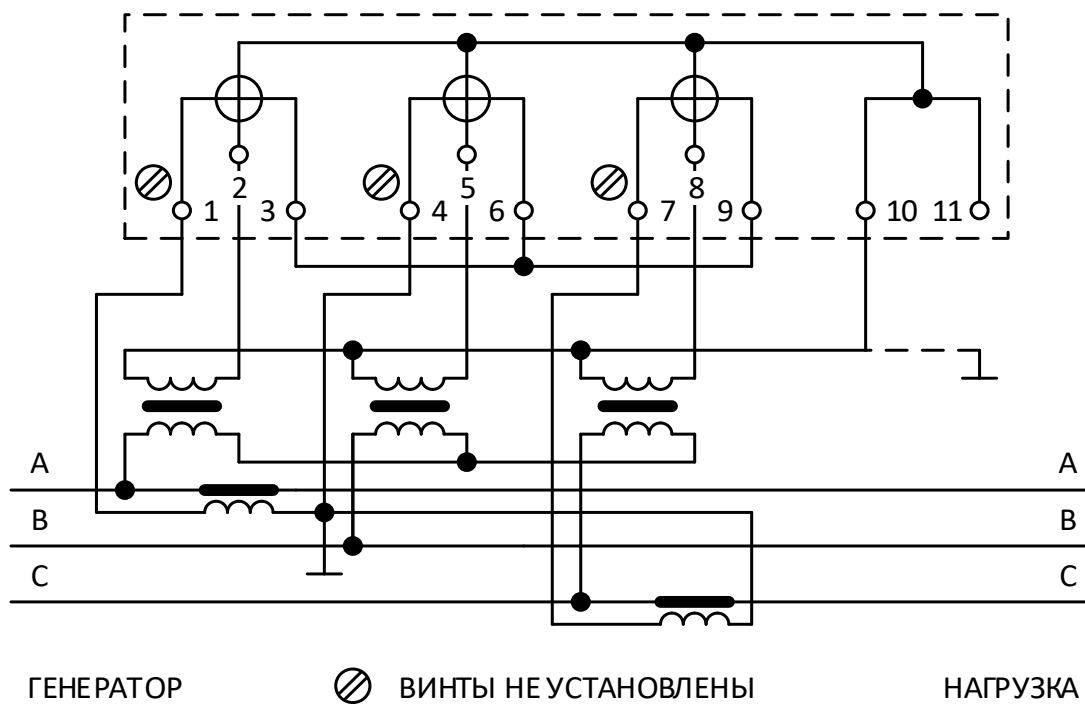 2 5 8
1 3 4 6 7 9 10 11
A A
B B
C C
ГЕНЕРАТОР ВИНТЫ НЕ УСТАНОВЛЕНЫ НАГРУЗКА